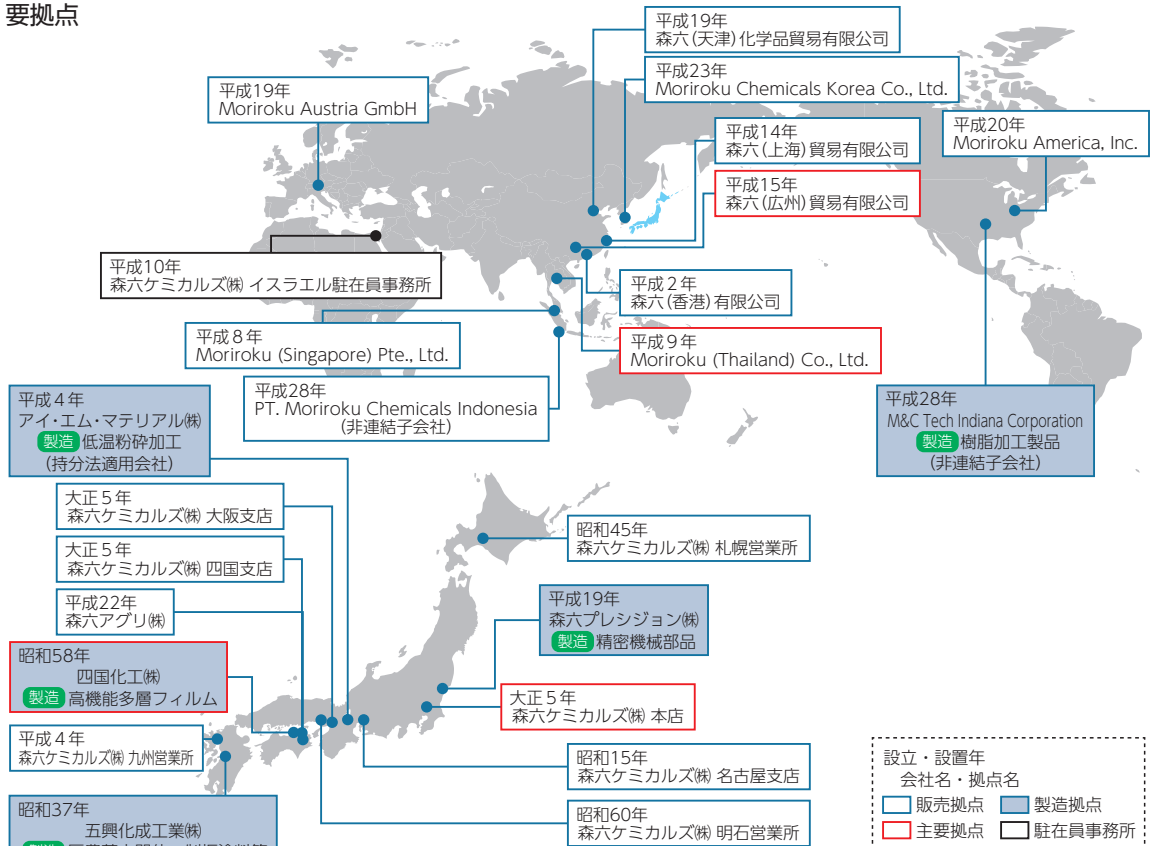 要拠点
平成19年
森六(天津)化学品貿易有限公司
平成23年
Moriroku Chemicals Korea Co., Ltd.
平成19年
Moriroku Austria GmbH
平成14年
森六(上海)貿易有限公司
平成20年
Moriroku America, Inc.
平成15年
森六(広州)貿易有限公司
平成10年
森六ケミカルズ㈱ イスラエル駐在員事務所
平成2年
森六(香港)有限公司
平成8年
Moriroku (Singapore) Pte., Ltd.
平成9年
Moriroku (Thailand) Co., Ltd.
平成28年
PT. Moriroku Chemicals Indonesia
(非連結子会社)
平成4年
アイ・エム・マテリアル㈱
製造 低温粉砕加工
(持分法適用会社)
平成28年
M&C Tech Indiana Corporation
製造 樹脂加工製品
(非連結子会社)
大正5年
森六ケミカルズ㈱ 大阪支店
昭和45年
森六ケミカルズ㈱ 札幌営業所
大正5年
森六ケミカルズ㈱ 四国支店
平成22年
森六アグリ㈱
平成19年
森六プレシジョン㈱
製造 精密機械部品
昭和58年
四国化工㈱
製造 高機能多層フィルム
大正5年
森六ケミカルズ㈱ 本店
平成4年
森六ケミカルズ㈱ 九州営業所
昭和15年
森六ケミカルズ㈱ 名古屋支店
昭和37年
五興化成工業㈱
昭和60年
森六ケミカルズ㈱ 明石営業所
設立・設置年
会社名・拠点名
販売拠点 製造拠点
主要拠点 駐在員事務所